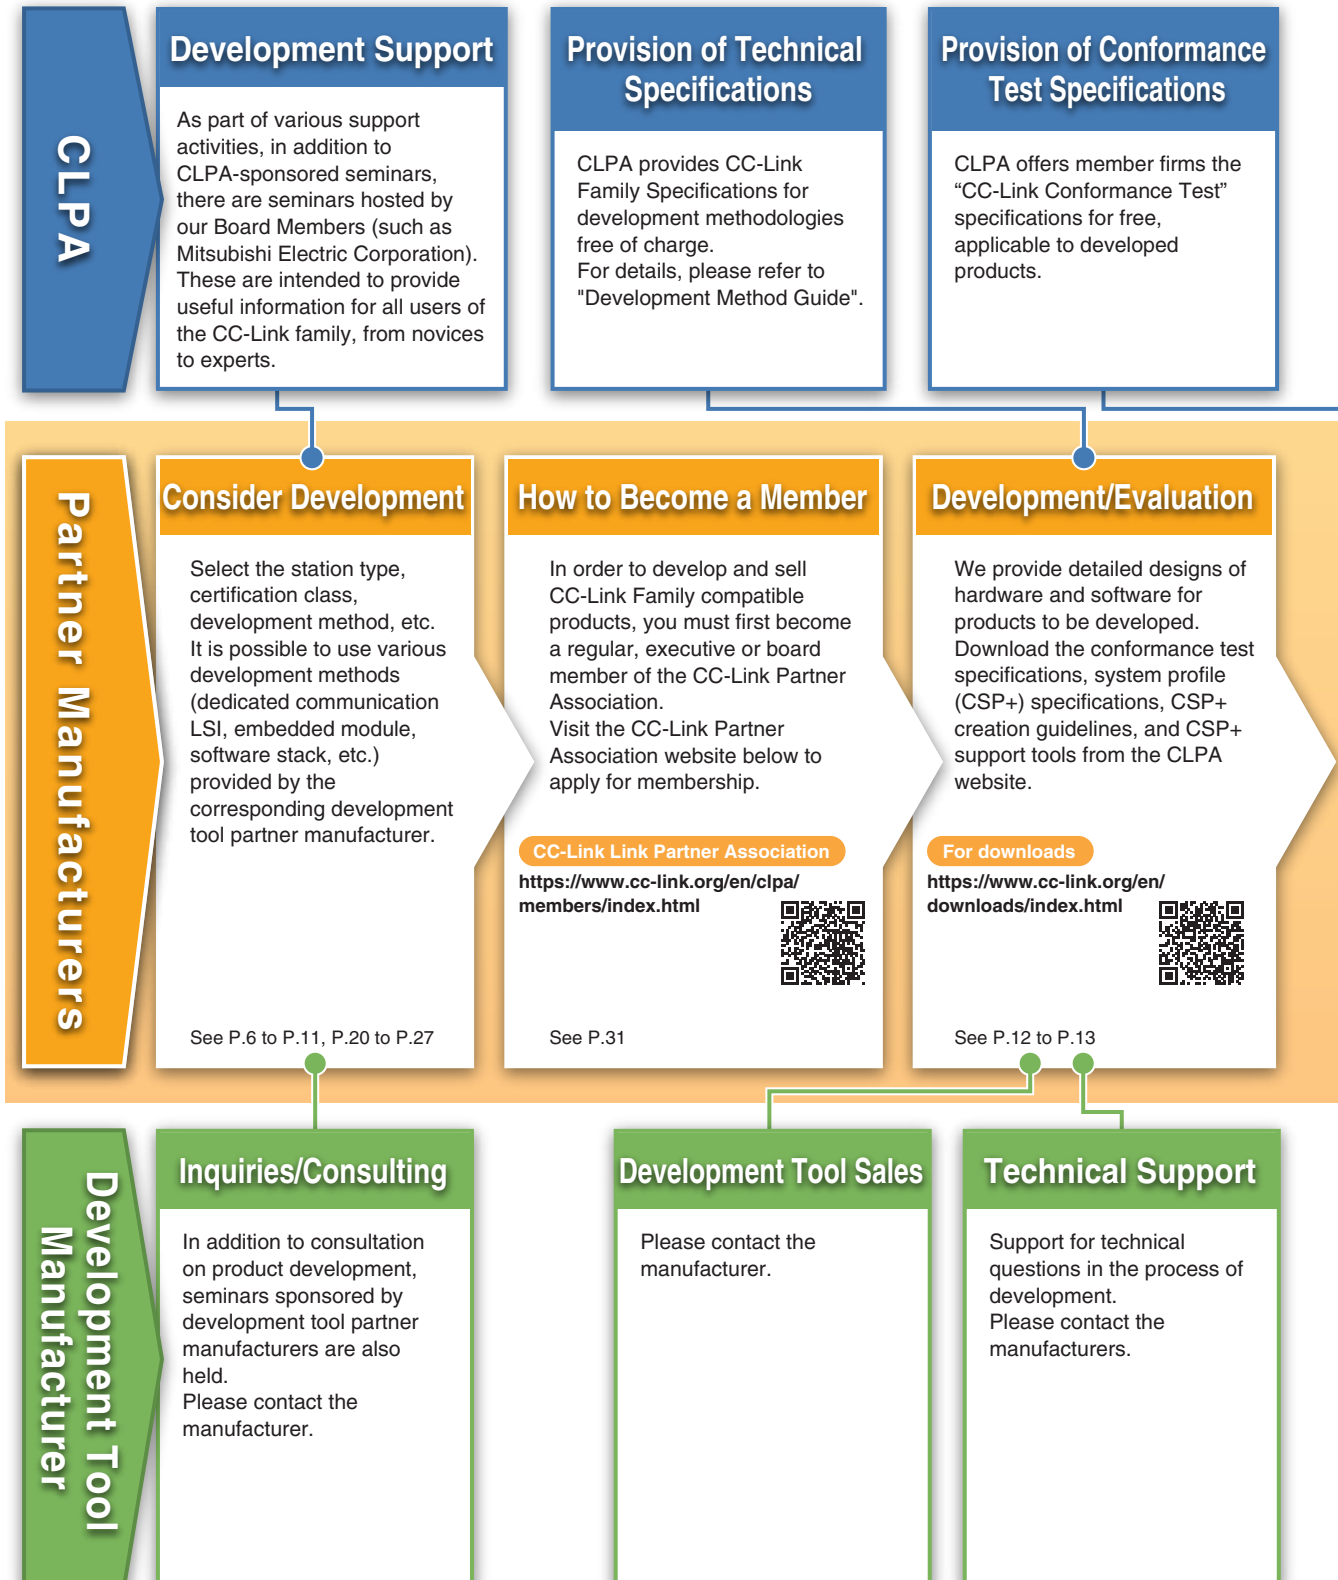 CLPA
Development Support
As part of various support
activities, in addition to
CLPA-sponsored seminars,
there are seminars hosted by
our Board Members (such as
Mitsubishi Electric Corporation).
These are intended to provide
useful information for all users of
the CC-Link family, from novices
to experts.
Provision of Technical
Specifications
CLPA provides CC-Link
Family Specifications for
development methodologies
free of charge.
For details, please refer to
"Development Method Guide".
Provision of Conformance
Test Specifications
CLPA offers member firms the
“CC-Link Conformance Test”
specifications for free,
applicable to developed
products.
Partner Manufacturers
Consider Development
Select the station type,
certification class,
development method, etc.
It is possible to use various
development methods
(dedicated communication
LSI, embedded module,
software stack, etc.)
provided by the
corresponding development
tool partner manufacturer.
See P.6 to P.11, P.20 to P.27
How to Become a Member
In order to develop and sell
CC-Link Family compatible
products, you must first become
a regular, executive or board
member of the CC-Link Partner
Association.
Visit the CC-Link Partner
Association website below to
apply for membership.
CC-Link Link Partner Association
https://www.cc-link.org/en/clpa/
members/index.html
See P.31
Development/Evaluation
We provide detailed designs of
hardware and software for
products to be developed.
Download the conformance test
specifications, system profile
(CSP+) specifications, CSP+
creation guidelines, and CSP+
support tools from the CLPA
website.
For downloads
https://www.cc-link.org/en/
downloads/index.html
See P.12 to P.13
Development Tool
Manufacturer
Inquiries/Consulting
In addition to consultation
on product development,
seminars sponsored by
development tool partner
manufacturers are also
held.
Please contact the
manufacturer.
Development Tool Sales
Please contact the
manufacturer.
Technical Support
Support for technical
questions in the process of
development.
Please contact the
manufacturers.